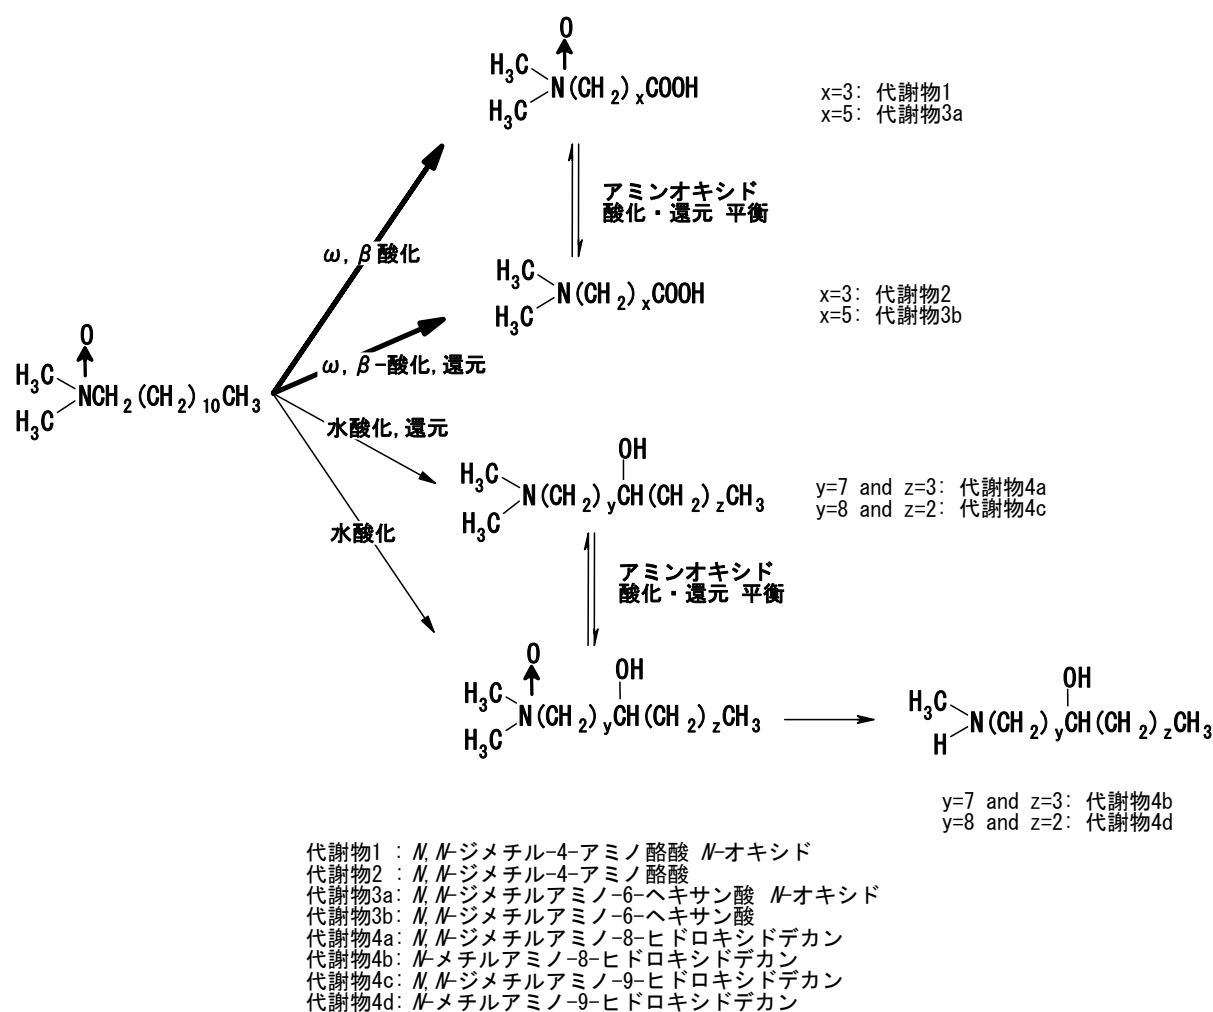 O
H3C
N(CH2)xCOOH
H3C
x=3: 代謝物1
x=5: 代謝物3a
アミンオキシド
酸化・還元 平衡
ω, β酸化
H3C
N(CH2)xCOOH
H3C
x=3: 代謝物2
x=5: 代謝物3b
O
H3C
NCH2(CH2)10CH3
H3C
ω, β-酸化,還元
水酸化,還元
水酸化
OH
H3C
N(CH2)yCH(CH2)zCH3
H3C
y=7 and z=3: 代謝物4a
y=8 and z=2: 代謝物4c
アミンオキシド
酸化・還元 平衡
O
OH
H3C
N(CH2)yCH(CH2)zCH3
H3C
OH
H3C
N(CH2)yCH(CH2)zCH3
H
y=7 and z=3: 代謝物4b
y=8 and z=2: 代謝物4d
代謝物1 : N,N-ジメチル-4-アミノ酪酸 N-オキシド
代謝物2 : N,N-ジメチル-4-アミノ酪酸
代謝物3a: N,N-ジメチルアミノ-6-ヘキサン酸 N-オキシド
代謝物3b: N,N-ジメチルアミノ-6-ヘキサン酸
代謝物4a: N,N-ジメチルアミノ-8-ヒドロキシドデカン
代謝物4b: N-メチルアミノ-8-ヒドロキシドデカン
代謝物4c: N,N-ジメチルアミノ-9-ヒドロキシドデカン
代謝物4d: N-メチルアミノ-9-ヒドロキシドデカン